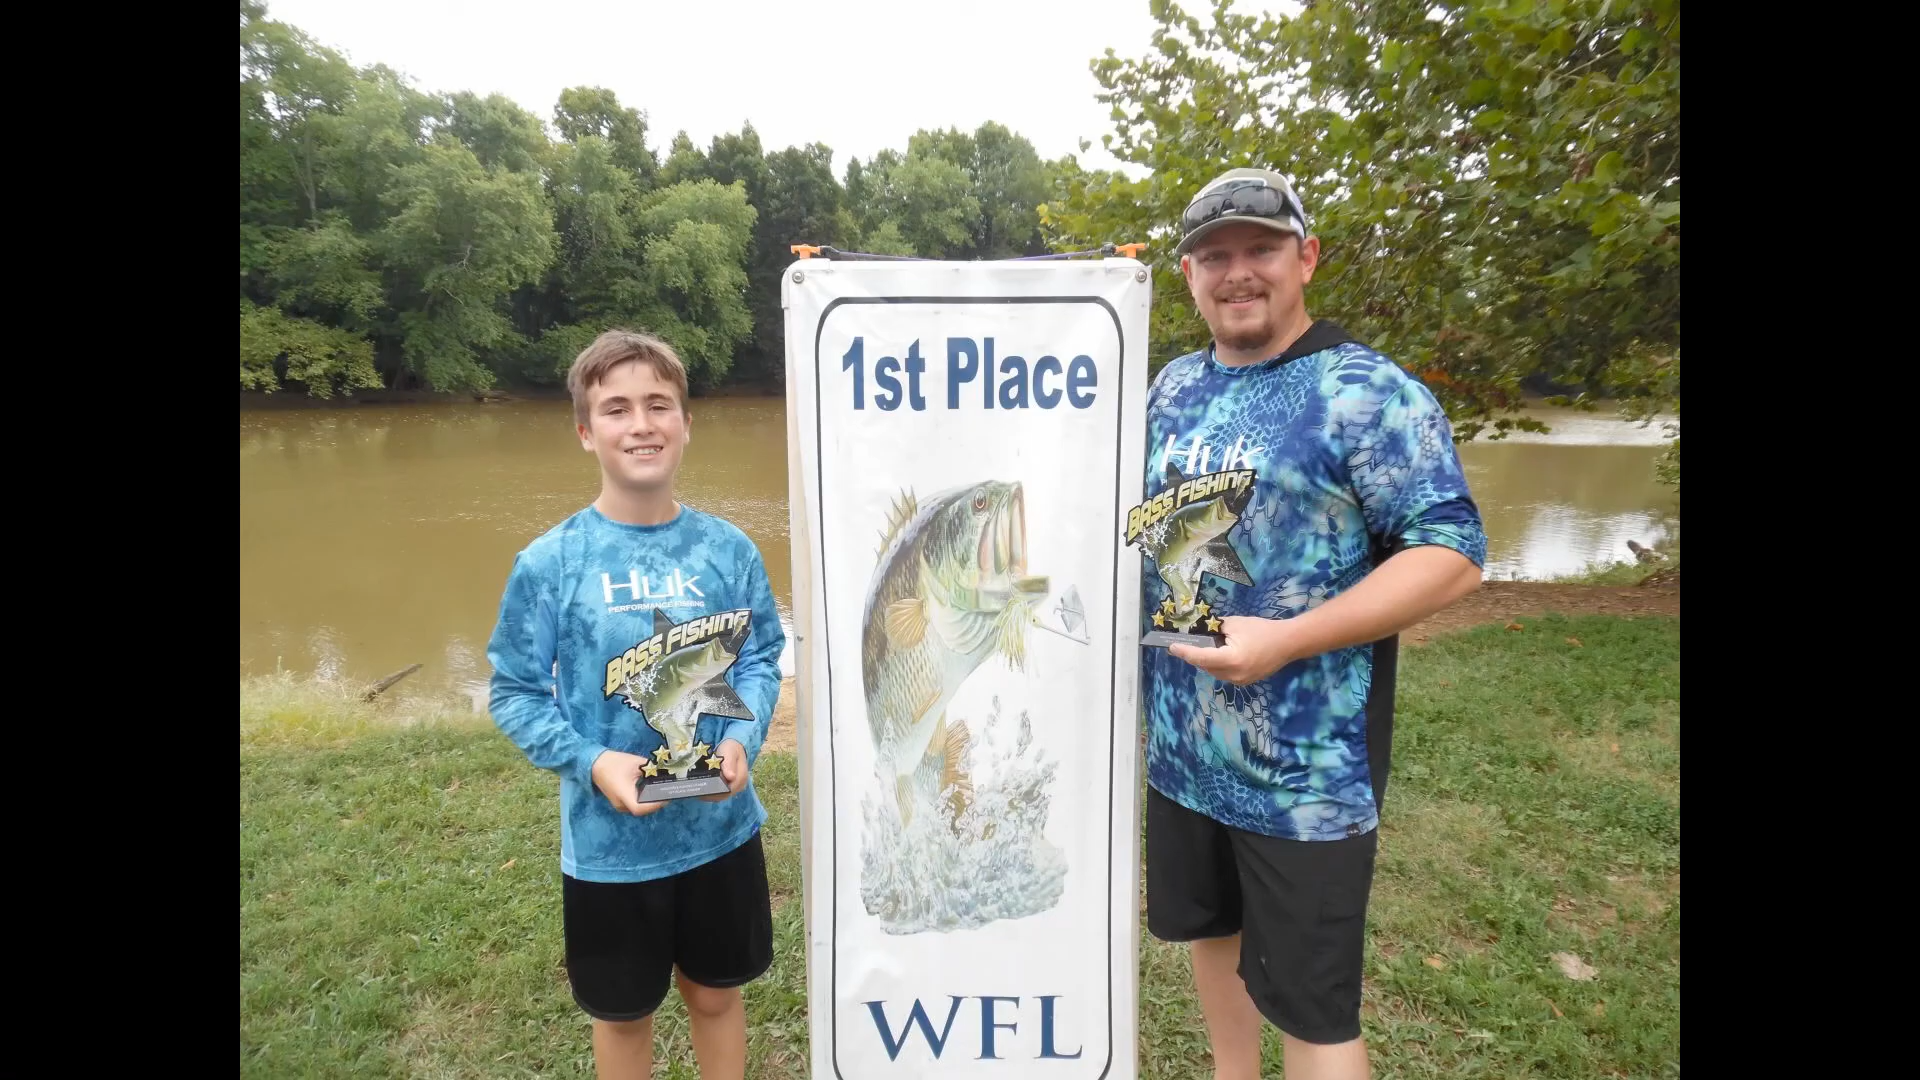 1st Place
WFL
Huk
PERFORMANCE FISHING
BASS FISHING
Huk
BASS FISHING